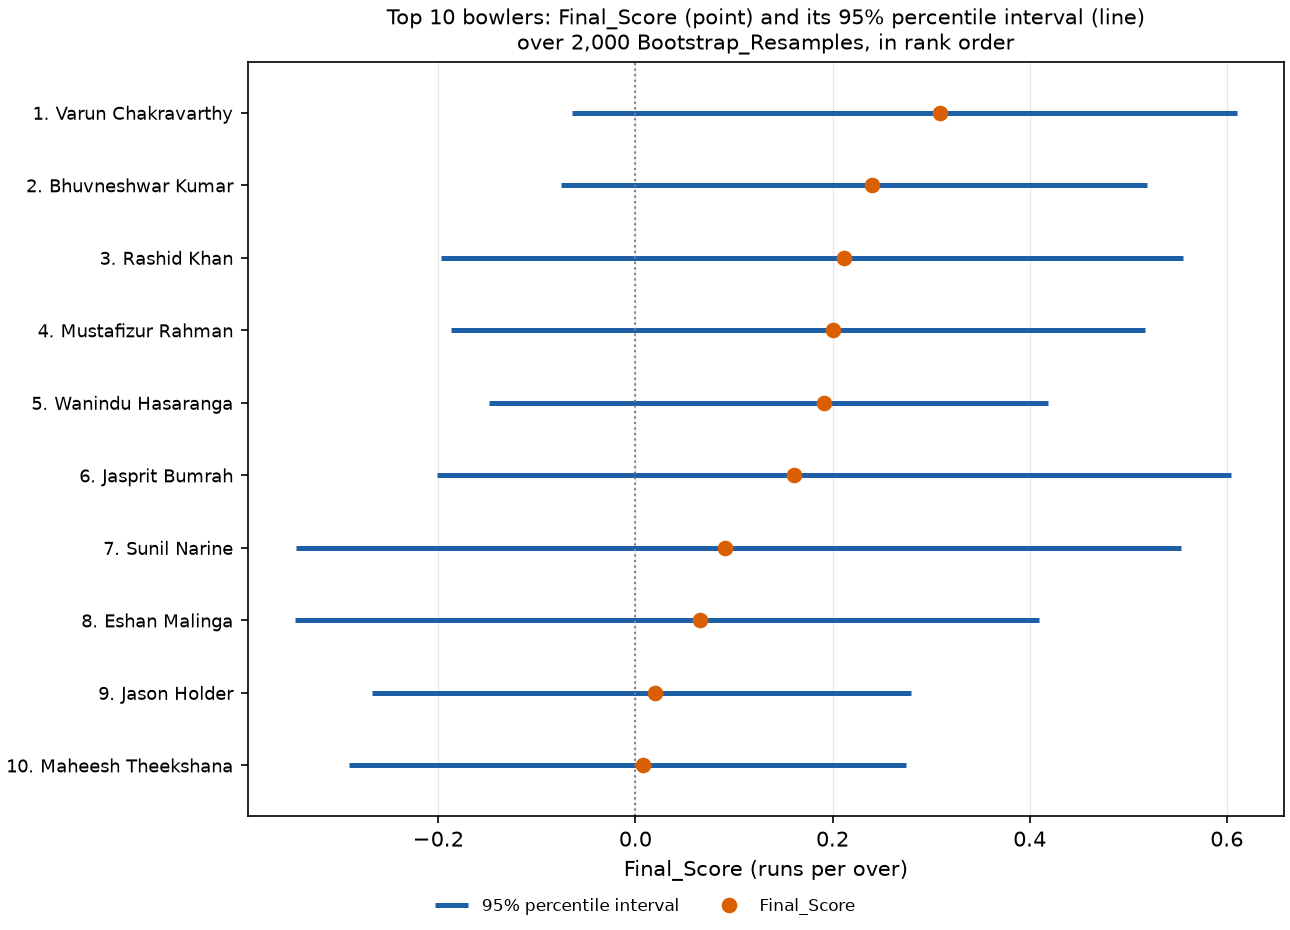 Top 10 bowlers: Final_Score (point) and its 95% percentile interval (line)
over 2,000 Bootstrap_Resamples, in rank order
1. Varun Chakravarthy
2. Bhuvneshwar Kumar
3. Rashid Khan
4. Mustafizur Rahman
5. Wanindu Hasaranga
6. Jasprit Bumrah
7. Sunil Narine
8. Eshan Malinga
9. Jason Holder
10. Maheesh Theekshana
−0.2 0.0 0.2 0.4 0.6
Final_Score (runs per over)
95% percentile interval Final_Score